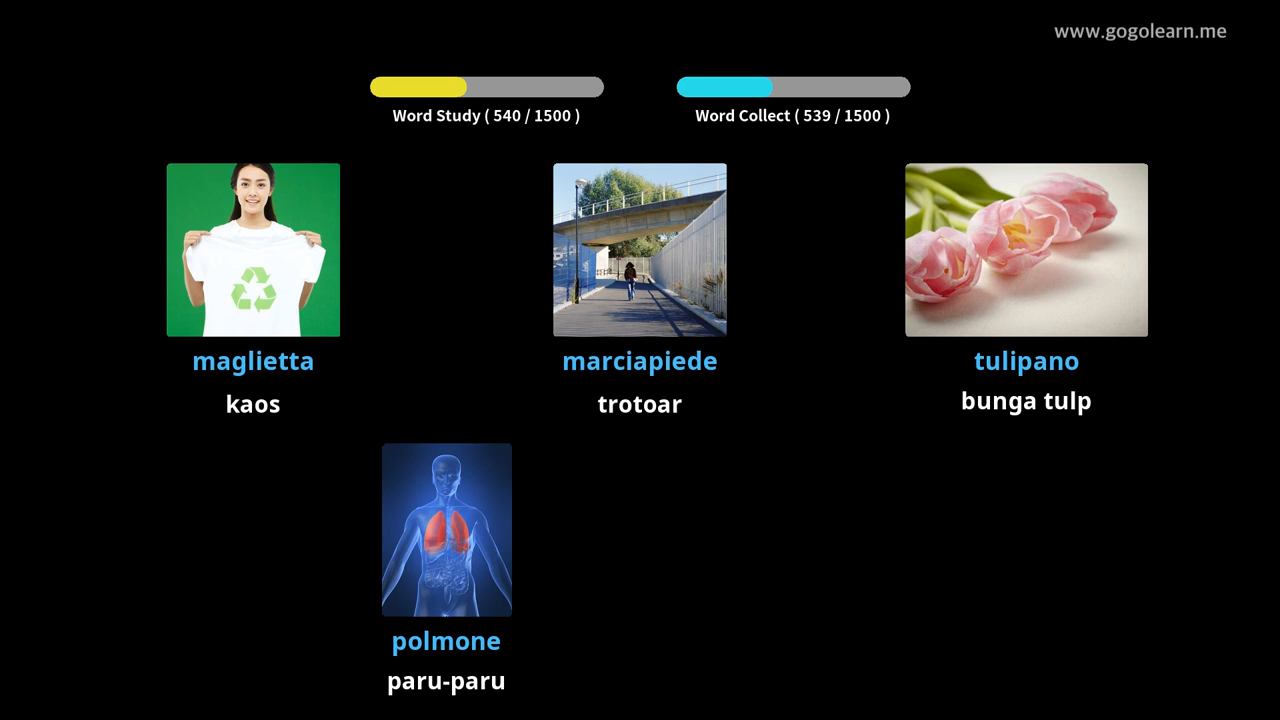 www.gogolearn.me
Word Study ( 540 / 1500 )
Word Collect ( 539 / 1500 )
maglietta
marciapiede
tulipano
kaos
trotoar
bunga tulp
polmone
paru-paru